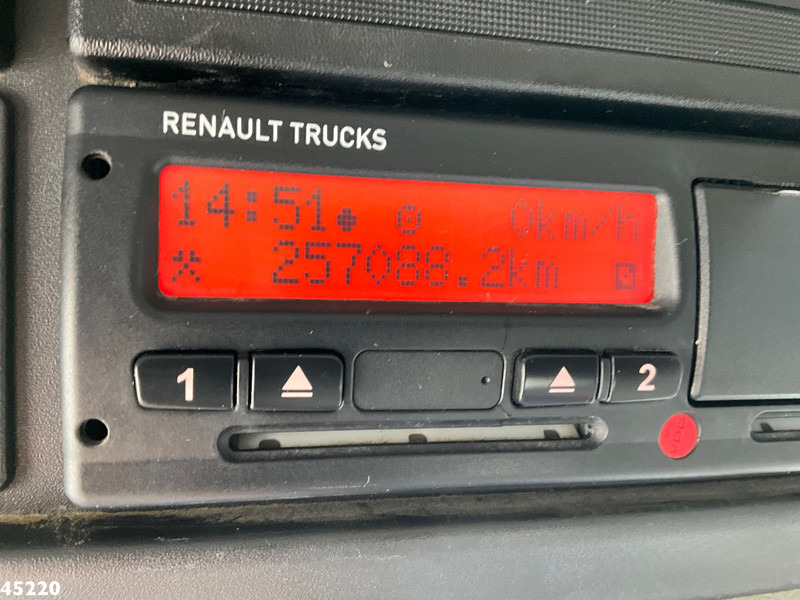 RENAULT TRUCKS
14:51 0km/h
257088.2km
1 2
45220